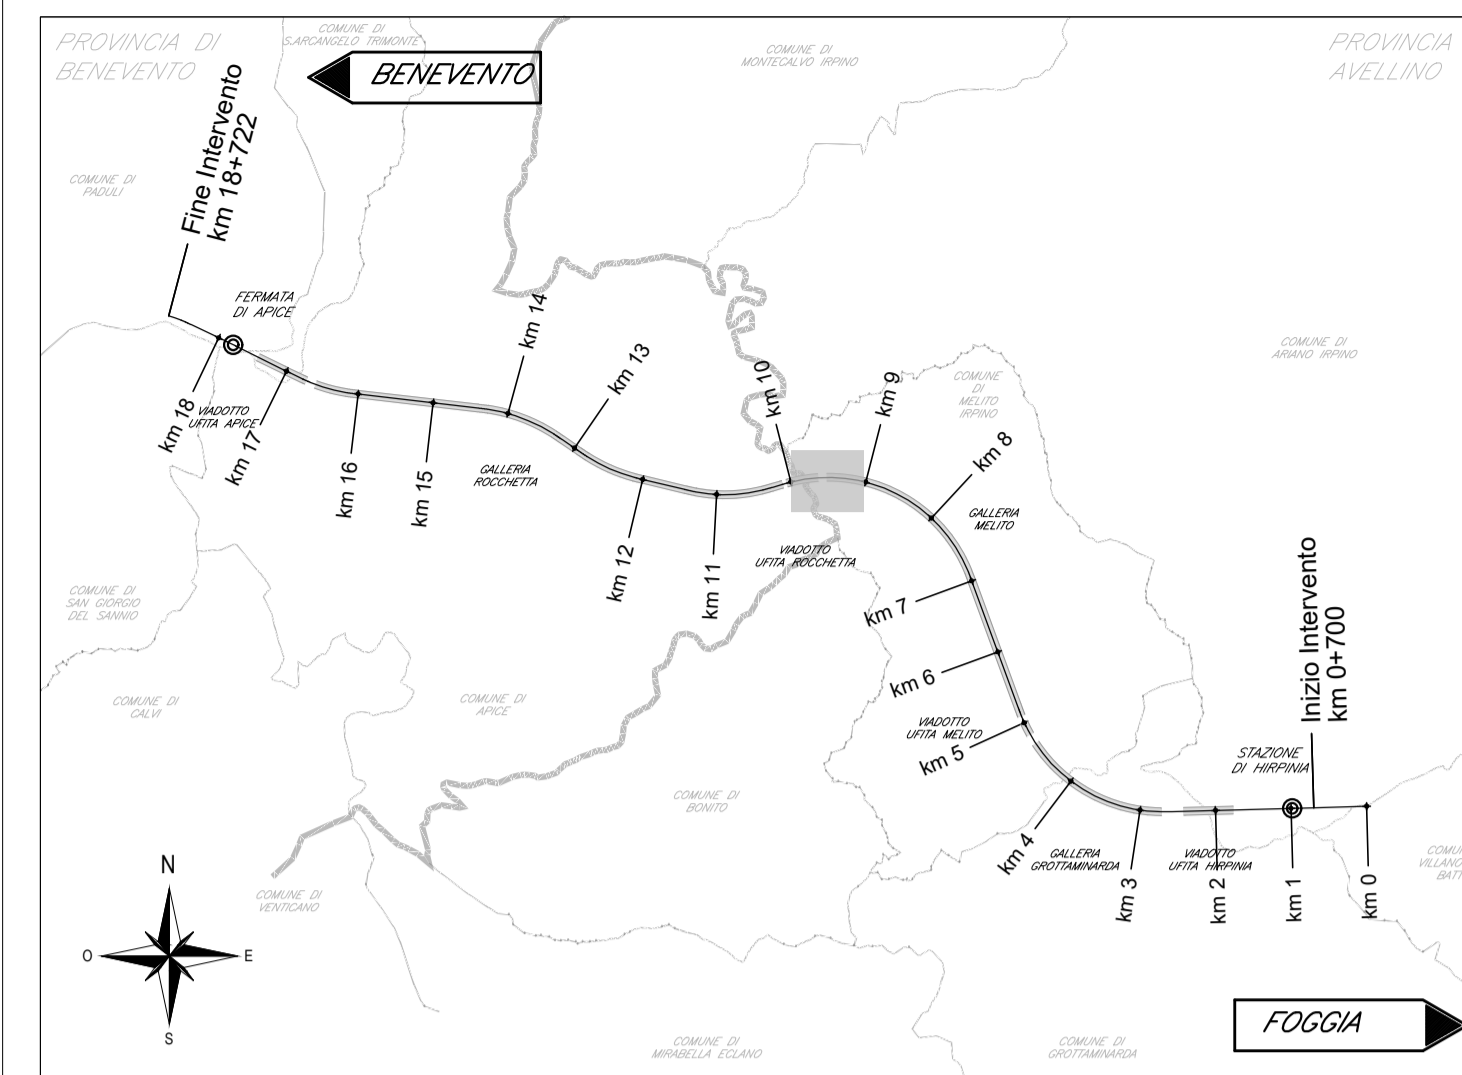 PROVINCIA DI
BENEVENTO
COMUNE DI
S.ARCANGELO TRIMONTE
BENEVENTO
COMUNE DI
MONTECALVO IRPINO
PROVINCIA
AVELLINO
Fine Intervento
km 18+722
COMUNE DI
PADULI
FERMATA
DI APICE
km 14
km 13
km 10
km 9
COMUNE DI
ARIANO IRPINO
COMUNE
DI
MELITO
IRPINO
km 18
VIADOTTO
UFITA APICE
km 17
km 16
km 15
GALLERIA
ROCCHETTA
km 8
GALLERIA
MELITO
km 12
km 11
VIADOTTO
UFITA ROCCHETTA
km 7
Inizio Intervento
km 0+700
COMUNE DI
SAN GIORGIO
DEL SANNIO
COMUNE DI
CALVI
COMUNE DI
APICE
km 6
VIADOTTO
UFITA MELITO
km 5
STAZIONE
DI HIRPINIA
COMUNE DI
BONITO
km 4
GALLERIA
GROTTAMINARDA
km 3
VIADOTTO
UFITA HIRPINIA
km 2
km 1
km 0
COMU
VILLANO
BATT
COMUNE DI
VENTICANO
N
O
E
S
FOGGIA
COMUNE DI
MIRABELLA ECLANO
COMUNE DI
GROTTAMINARDA